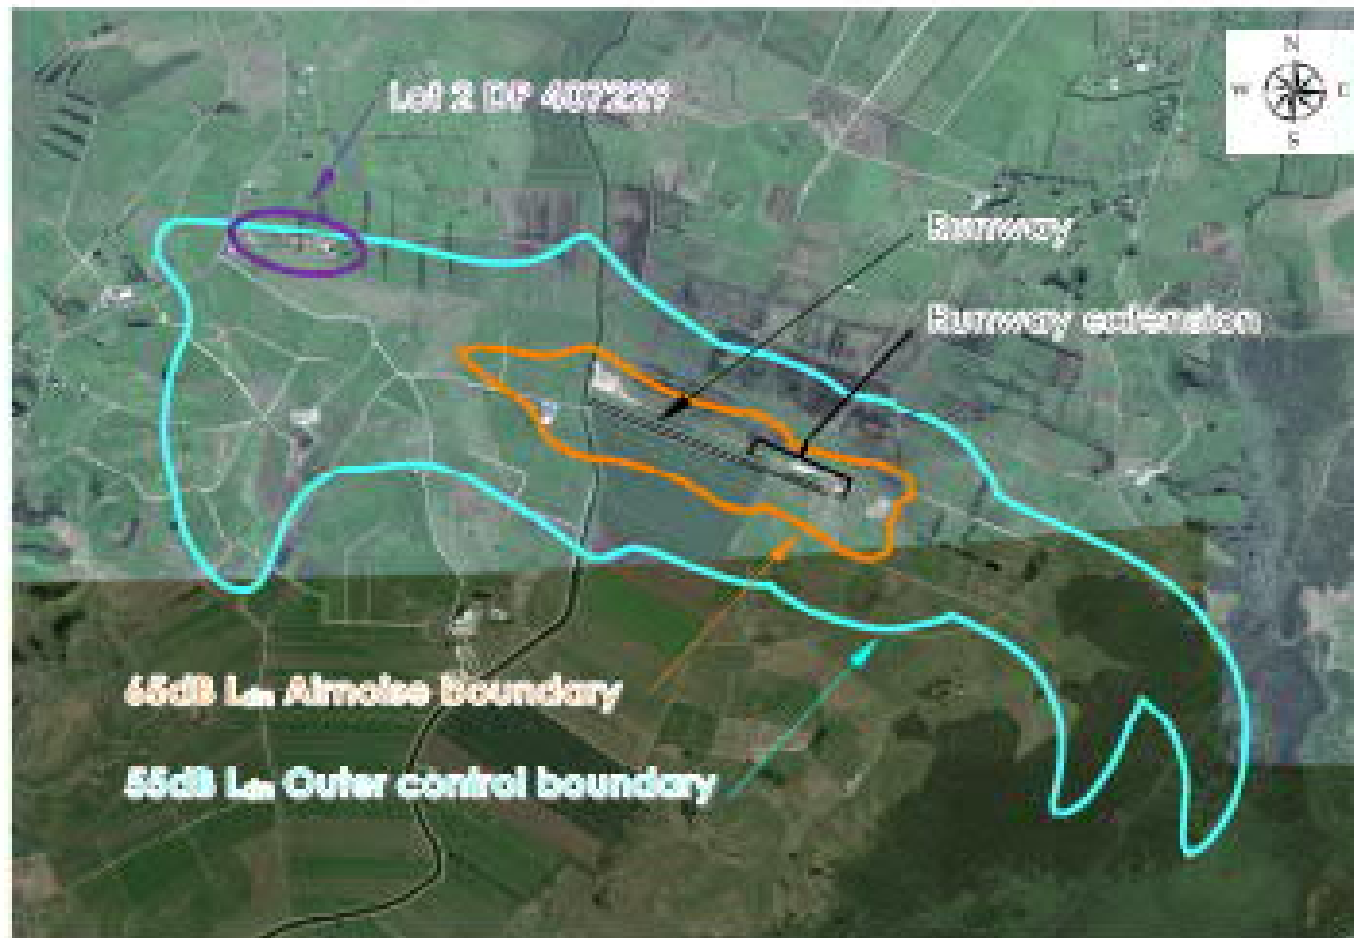 N
W E
S
Lot 2 DP 407229
Runway
Runway extension
65dB Ldn Airnoise boundary
55dB Ldn Outer control boundary